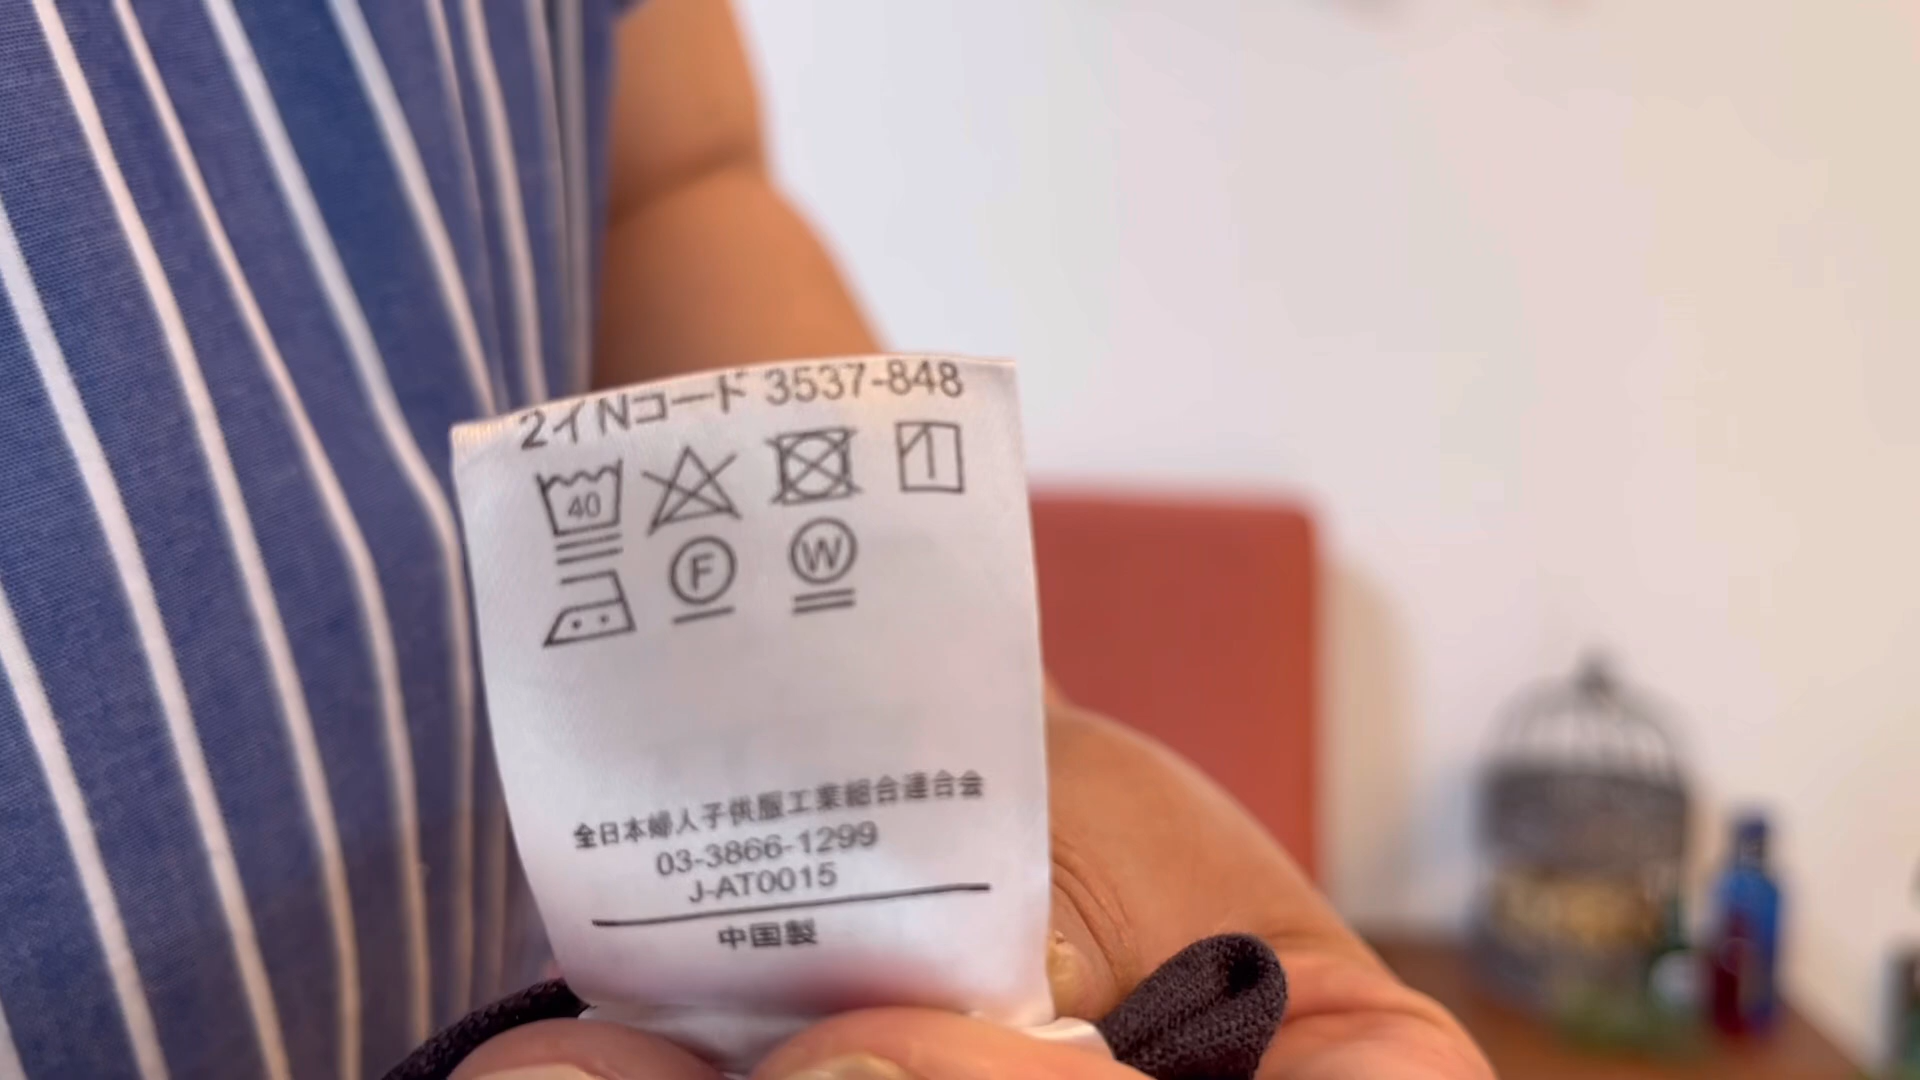 2イNコード 3537-848
40
F
W
全日本婦人子供服工業組合連合会
03-3866-1299
J-AT0015
中国製